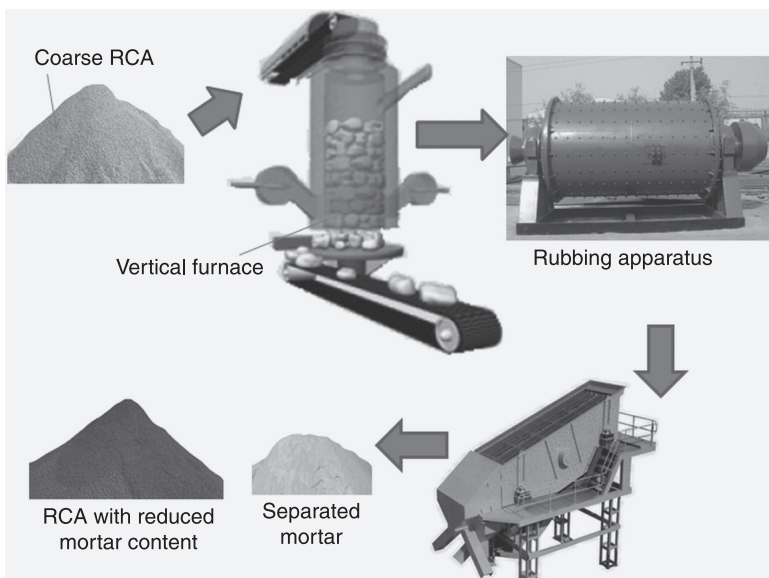 Coarse RCA
Vertical furnace
Rubbing apparatus
RCA with reduced
mortar content
Separated
mortar